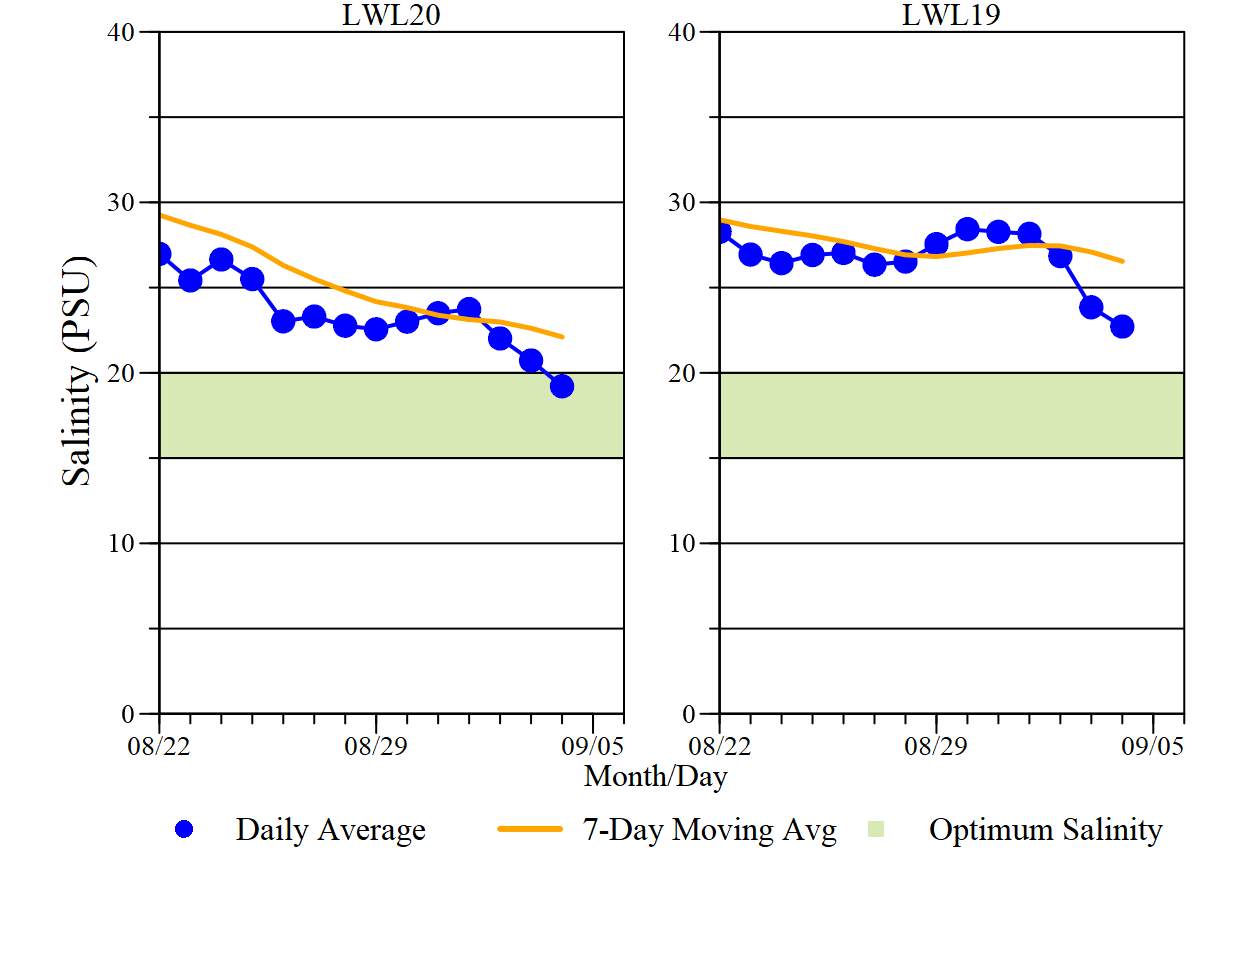 LWL20
LWL19
40
30
20
10
0
40
30
20
10
0
Salinity (PSU)
08/22
08/29
09/05
08/22
08/29
09/05
Month/Day
Daily Average
7-Day Moving Avg
Optimum Salinity